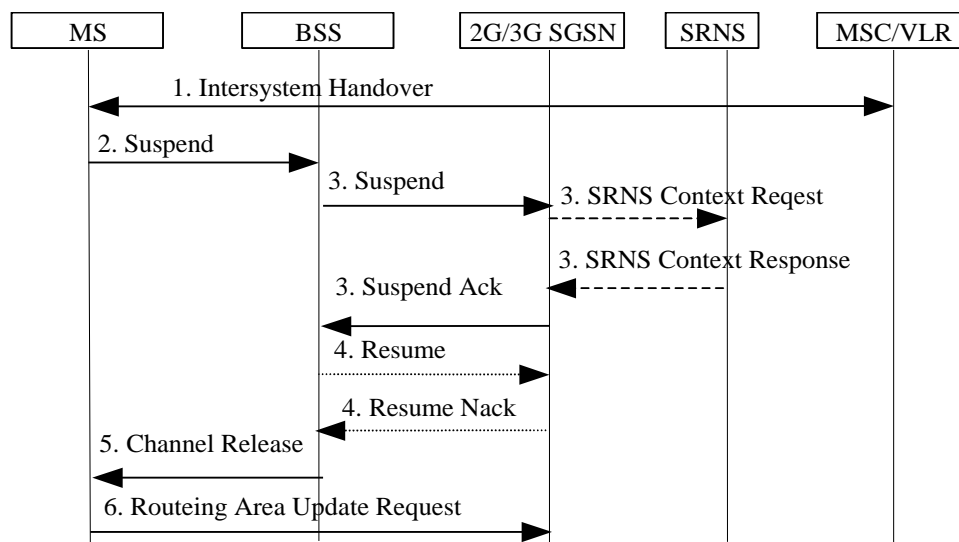 MS
BSS
2G/3G SGSN
SRNS
MSC/VLR
1. Intersystem Handover
2. Suspend
3. Suspend
3. SRNS Context Reqest
3. SRNS Context Response
3. Suspend Ack
4. Resume
4. Resume Nack
5. Channel Release
6. Routeing Area Update Request